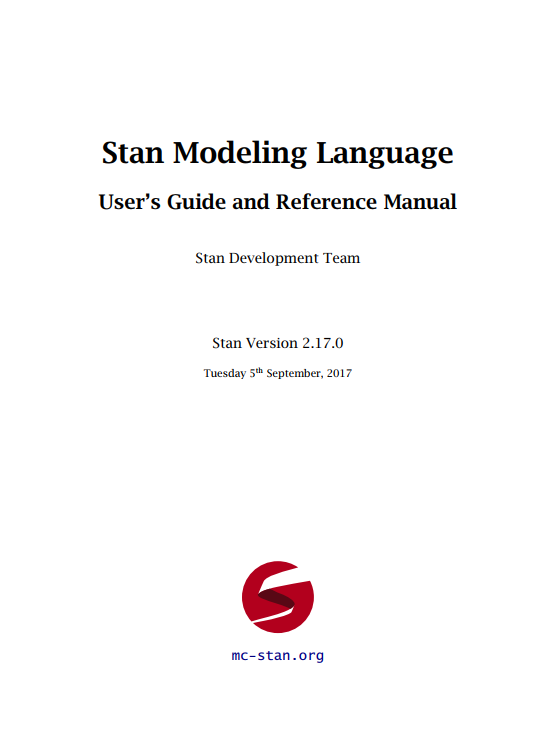 Stan Modeling Language
User's Guide and Reference Manual
Stan Development Team
Stan Version 2.17.0
Tuesday 5th September, 2017
mc-stan.org